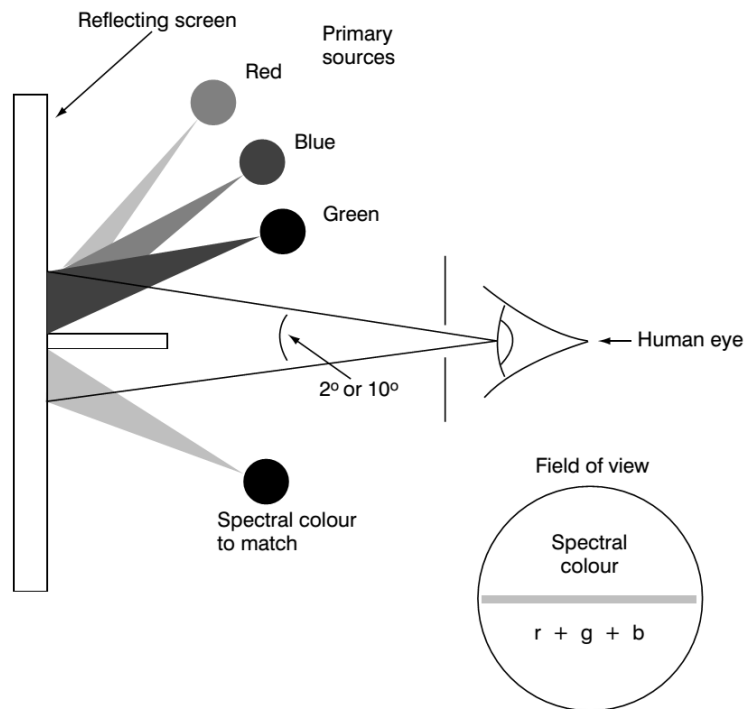 Reflecting screen
Primary
sources
Red
Blue
Green
Human eye
2º or 10º
Spectral colour
to match
Field of view
Spectral
colour
r + g + b